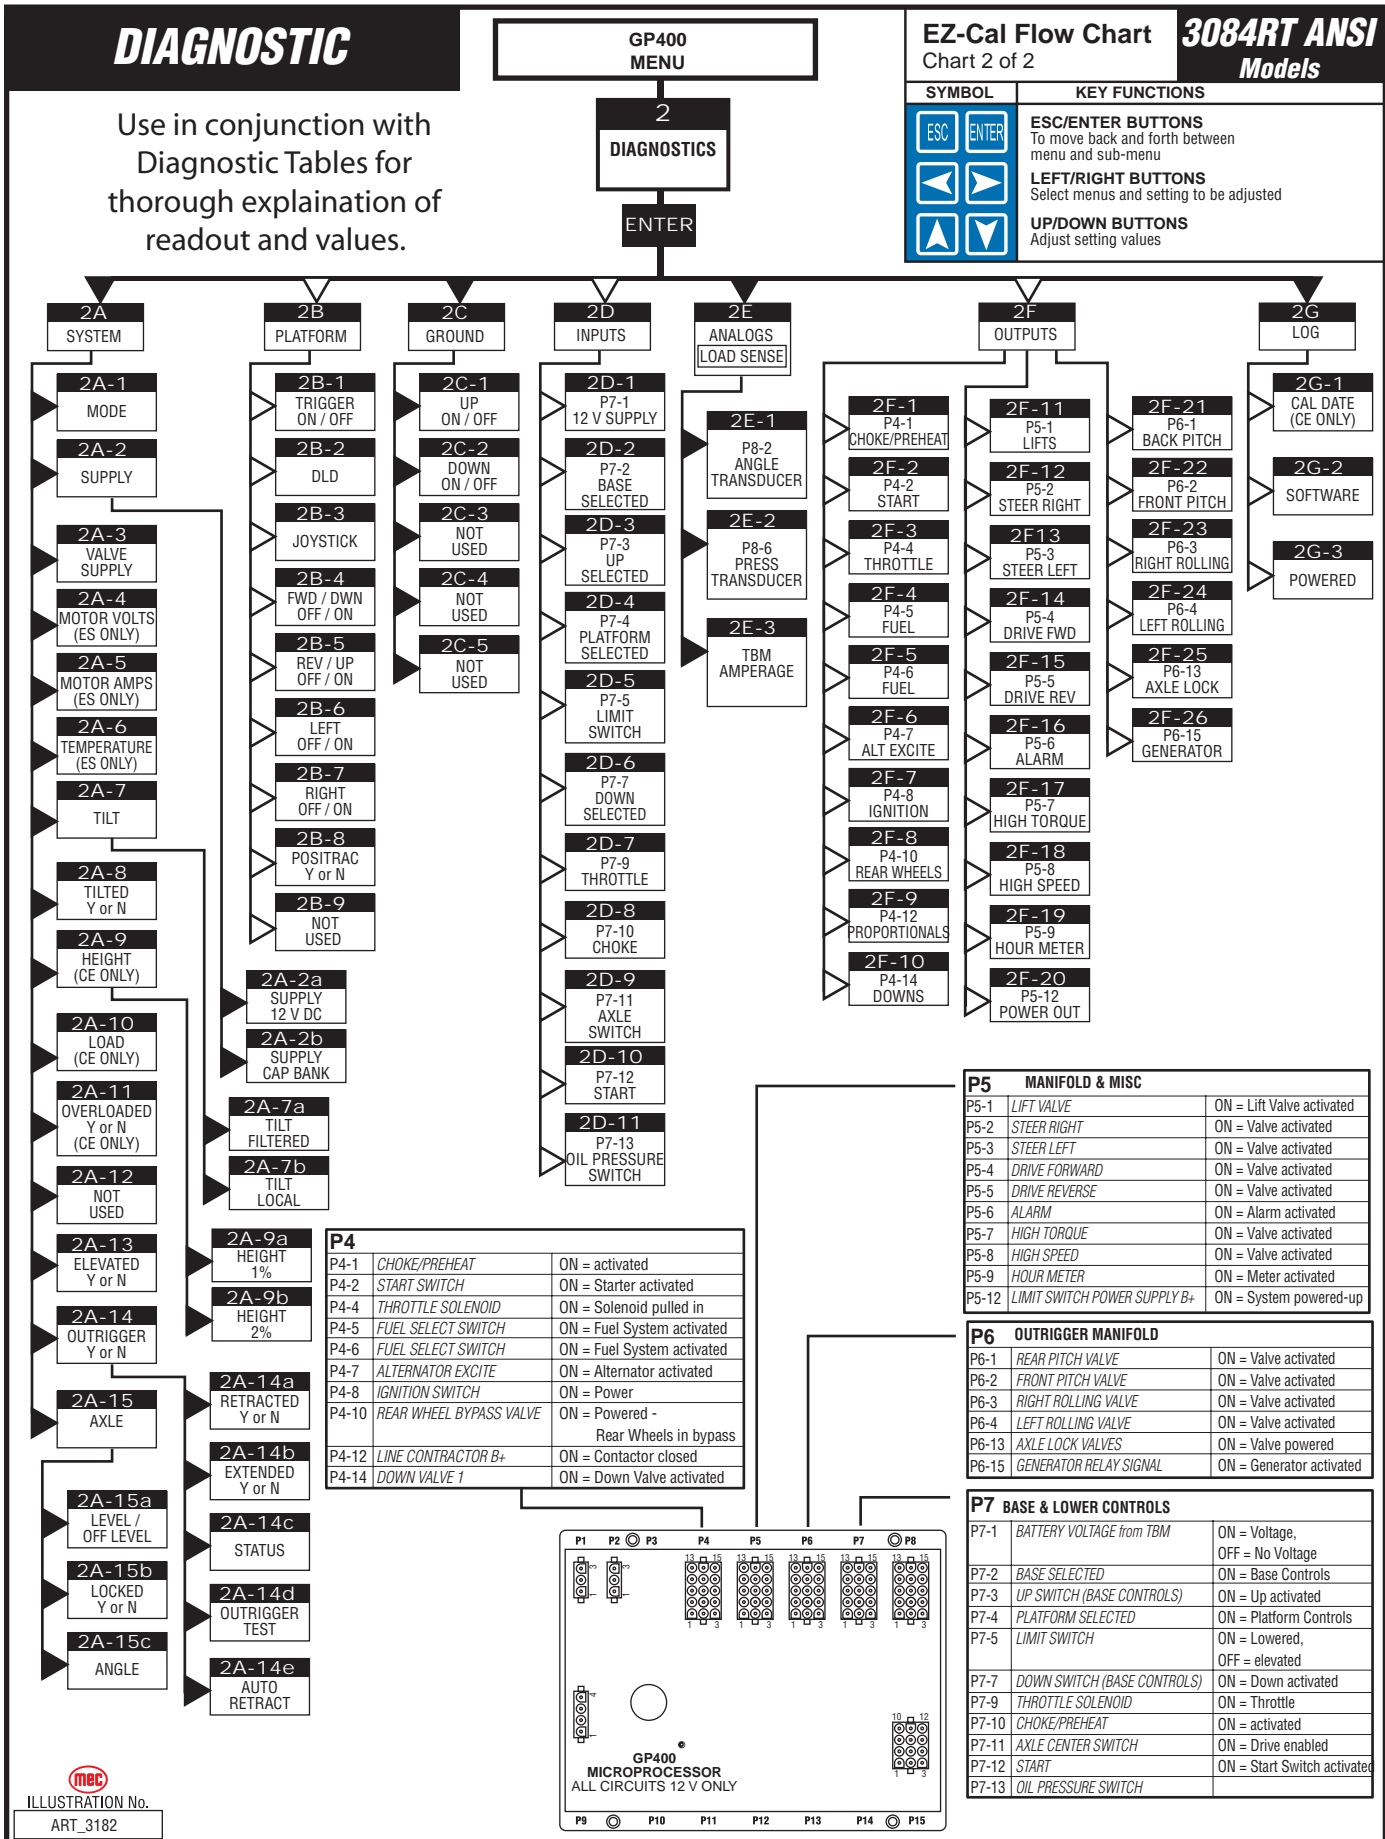 DIAGNOSTIC
Use in conjunction with
Diagnostic Tables for
thorough explaination of
readout and values.
GP400
MENU
2
DIAGNOSTICS
ENTER
EZ-Cal Flow Chart
Chart 2 of 2
3084RT ANSI
Models
SYMBOL KEY FUNCTIONS
ESC ENTER
ESC/ENTER BUTTONS
To move back and forth between
menu and sub-menu
LEFT/RIGHT BUTTONS
Select menus and setting to be adjusted
UP/DOWN BUTTONS
Adjust setting values
2A
SYSTEM
2A-1
MODE
2A-2
SUPPLY
2A-3
VALVE
SUPPLY
2A-4
MOTOR VOLTS
(ES ONLY)
2A-5
MOTOR AMPS
(ES ONLY)
2A-6
TEMPERATURE
(ES ONLY)
2A-7
TILT
2A-8
TILTED
Y or N
2A-9
HEIGHT
(CE ONLY)
2A-10
LOAD
(CE ONLY)
2A-11
OVERLOADED
Y or N
(CE ONLY)
2A-12
NOT
USED
2A-13
ELEVATED
Y or N
2A-14
OUTRIGGER
Y or N
2A-15
AXLE
2A-15a
LEVEL /
OFF LEVEL
2A-15b
LOCKED
Y or N
2A-15c
ANGLE
2A-2a
SUPPLY
12 V DC
2A-2b
SUPPLY
CAP BANK
2A-7a
TILT
FILTERED
2A-7b
TILT
LOCAL
2A-9a
HEIGHT
1%
2A-9b
HEIGHT
2%
2A-14a
RETRACTED
Y or N
2A-14b
EXTENDED
Y or N
2A-14c
STATUS
2A-14d
OUTRIGGER
TEST
2A-14e
AUTO
RETRACT
2B
PLATFORM
2B-1
TRIGGER
ON / OFF
2B-2
DLD
2B-3
JOYSTICK
2B-4
FWD / DWN
OFF / ON
2B-5
REV / UP
OFF / ON
2B-6
LEFT
OFF / ON
2B-7
RIGHT
OFF / ON
2B-8
POSITRAC
Y or N
2B-9
NOT
USED
2C
GROUND
2C-1
UP
ON / OFF
2C-2
DOWN
ON / OFF
2C-3
NOT
USED
2C-4
NOT
USED
2C-5
NOT
USED
2D
INPUTS
2D-1
P7-1
12 V SUPPLY
2D-2
P7-2
BASE
SELECTED
2D-3
P7-3
UP
SELECTED
2D-4
P7-4
PLATFORM
SELECTED
2D-5
P7-5
LIMIT
SWITCH
2D-6
P7-7
DOWN
SELECTED
2D-7
P7-9
THROTTLE
2D-8
P7-10
CHOKE
2D-9
P7-11
AXLE
SWITCH
2D-10
P7-12
START
2D-11
P7-13
OIL PRESSURE
SWITCH
2E
ANALOGS
LOAD SENSE
2E-1
P8-2
ANGLE
TRANSDUCER
2E-2
P8-6
PRESS
TRANSDUCER
2E-3
TBM
AMPERAGE
2F
OUTPUTS
2F-1
P4-1
CHOKE/PREHEAT
2F-2
P4-2
START
2F-3
P4-4
THROTTLE
2F-4
P4-5
FUEL
2F-5
P4-6
FUEL
2F-6
P4-7
ALT EXCITE
2F-7
P4-8
IGNITION
2F-8
P4-10
REAR WHEELS
2F-9
P4-12
PROPORTIONALS
2F-10
P4-14
DOWNS
2F-11
P5-1
LIFTS
2F-12
P5-2
STEER RIGHT
2F13
P5-3
STEER LEFT
2F-14
P5-4
DRIVE FWD
2F-15
P5-5
DRIVE REV
2F-16
P5-6
ALARM
2F-17
P5-7
HIGH TORQUE
2F-18
P5-8
HIGH SPEED
2F-19
P5-9
HOUR METER
2F-20
P5-12
POWER OUT
2F-21
P6-1
BACK PITCH
2F-22
P6-2
FRONT PITCH
2F-23
P6-3
RIGHT ROLLING
2F-24
P6-4
LEFT ROLLING
2F-25
P6-13
AXLE LOCK
2F-26
P6-15
GENERATOR
2G
LOG
2G-1
CAL DATE
(CE ONLY)
2G-2
SOFTWARE
2G-3
POWERED
P4
P4-1 CHOKE/PREHEAT ON = activated
P4-2 START SWITCH ON = Starter activated
P4-4 THROTTLE SOLENOID ON = Solenoid pulled in
P4-5 FUEL SELECT SWITCH ON = Fuel System activated
P4-6 FUEL SELECT SWITCH ON = Fuel System activated
P4-7 ALTERNATOR EXCITE ON = Alternator activated
P4-8 IGNITION SWITCH ON = Power
P4-10 REAR WHEEL BYPASS VALVE ON = Powered -
Rear Wheels in bypass
P4-12 LINE CONTRACTOR B+ ON = Contactor closed
P4-14 DOWN VALVE 1 ON = Down Valve activated
P5 MANIFOLD & MISC
P5-1 LIFT VALVE ON = Lift Valve activated
P5-2 STEER RIGHT ON = Valve activated
P5-3 STEER LEFT ON = Valve activated
P5-4 DRIVE FORWARD ON = Valve activated
P5-5 DRIVE REVERSE ON = Valve activated
P5-6 ALARM ON = Alarm activated
P5-7 HIGH TORQUE ON = Valve activated
P5-8 HIGH SPEED ON = Valve activated
P5-9 HOUR METER ON = Meter activated
P5-12 LIMIT SWITCH POWER SUPPLY B+ ON = System powered-up
P6 OUTRIGGER MANIFOLD
P6-1 REAR PITCH VALVE ON = Valve activated
P6-2 FRONT PITCH VALVE ON = Valve activated
P6-3 RIGHT ROLLING VALVE ON = Valve activated
P6-4 LEFT ROLLING VALVE ON = Valve activated
P6-13 AXLE LOCK VALVES ON = Valve powered
P6-15 GENERATOR RELAY SIGNAL ON = Generator activated
P7 BASE & LOWER CONTROLS
P7-1 BATTERY VOLTAGE from TBM ON = Voltage,
OFF = No Voltage
P7-2 BASE SELECTED ON = Base Controls
P7-3 UP SWITCH (BASE CONTROLS) ON = Up activated
P7-4 PLATFORM SELECTED ON = Platform Controls
P7-5 LIMIT SWITCH ON = Lowered,
OFF = elevated
P7-7 DOWN SWITCH (BASE CONTROLS) ON = Down activated
P7-9 THROTTLE SOLENOID ON = Throttle
P7-10 CHOKE/PREHEAT ON = activated
P7-11 AXLE CENTER SWITCH ON = Drive enabled
P7-12 START ON = Start Switch activated
P7-13 OIL PRESSURE SWITCH
P1 P2 P3 P4 P5 P6 P7 P8
3 3 13 15 13 15 13 15 13 15 13 15
1 1 1 3 1 3 1 3 1 3 1 3
4
1
10 12
1 3
GP400
MICROPROCESSOR
ALL CIRCUITS 12 V ONLY
P9 P10 P11 P12 P13 P14 P15
mec
ILLUSTRATION No.
ART_3182